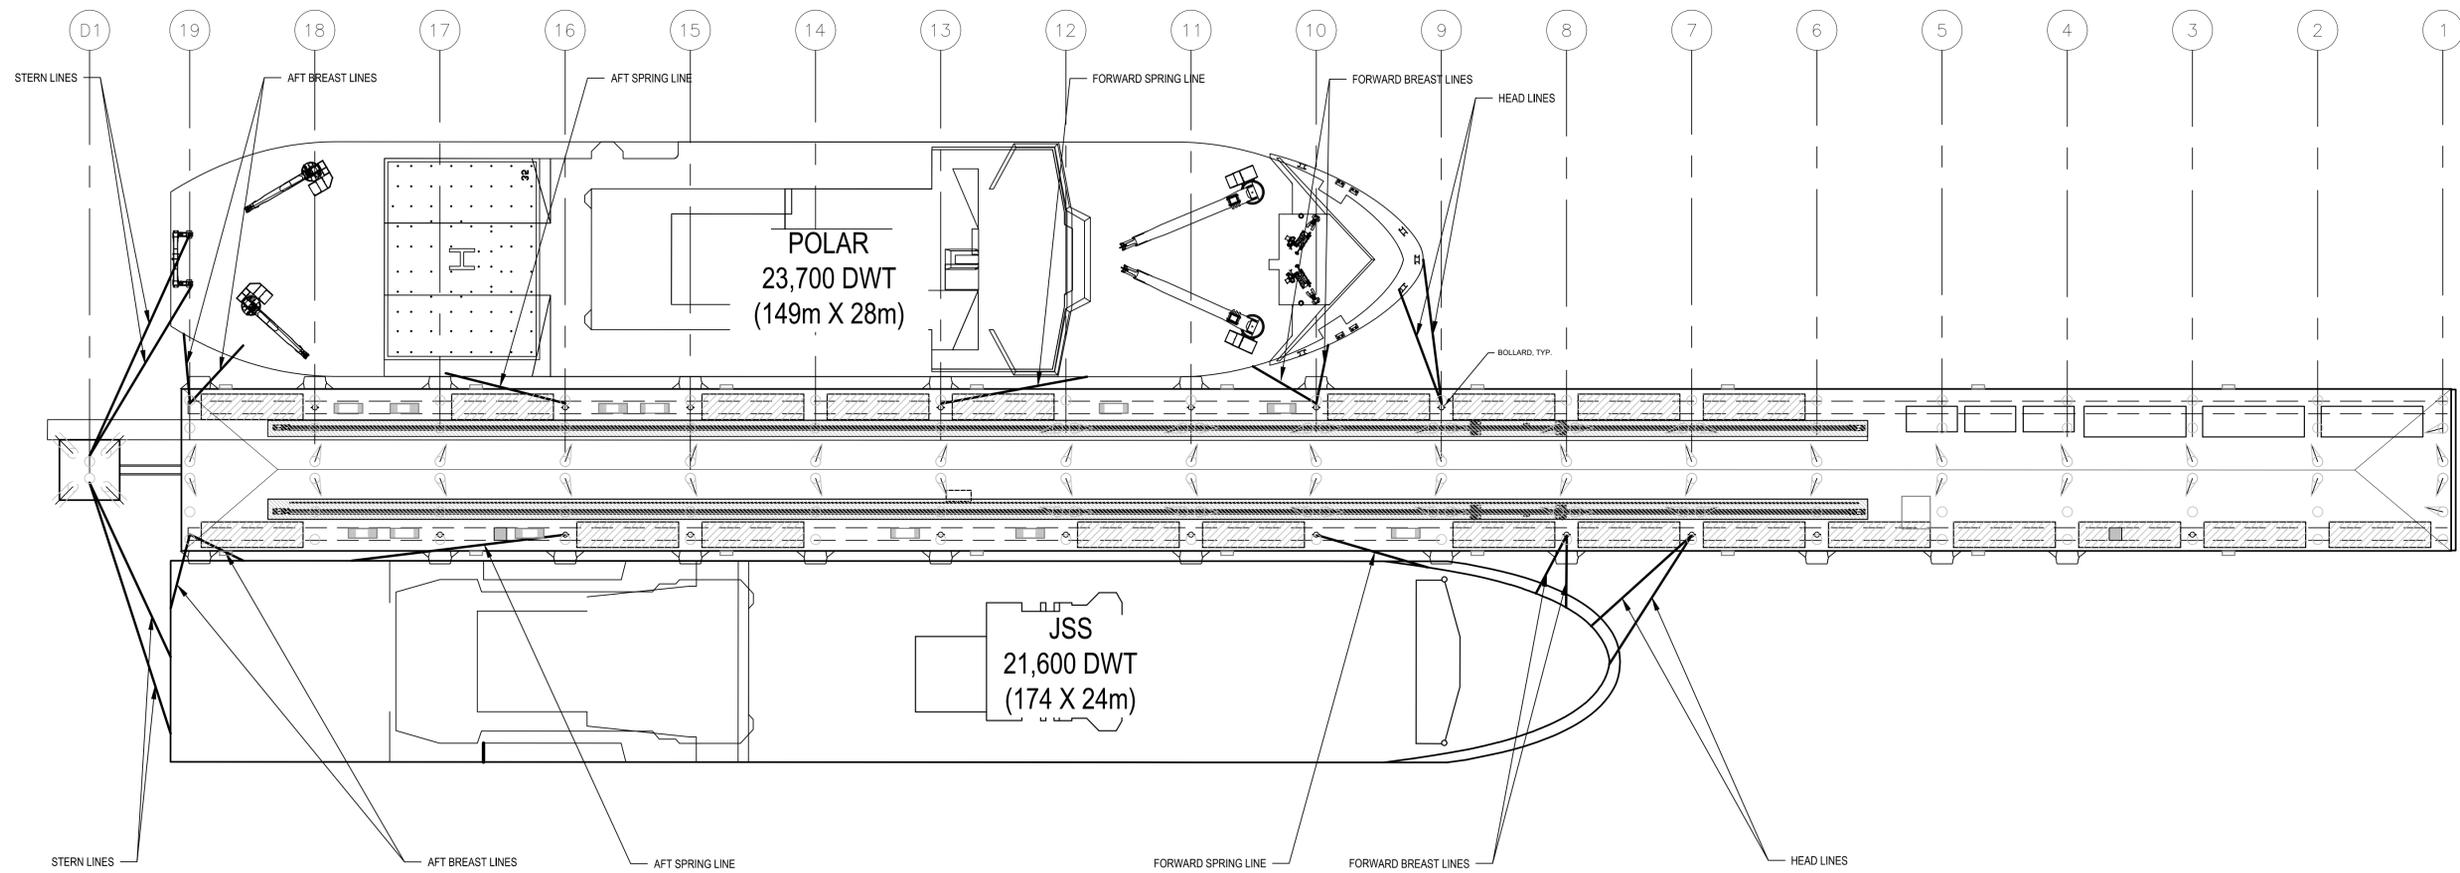 D1
19
18
17
16
15
14
13
12
11
10
9
8
7
6
5
4
3
2
1
STERN LINES
AFT BREAST LINES
AFT SPRING LINE
FORWARD SPRING LINE
FORWARD BREAST LINES
HEAD LINES
32
H
POLAR
23,700 DWT
(149m X 28m)
BOLLARD, TYP.
JSS
21,600 DWT
(174 X 24m)
STERN LINES
AFT BREAST LINES
AFT SPRING LINE
FORWARD SPRING LINE
FORWARD BREAST LINES
HEAD LINES